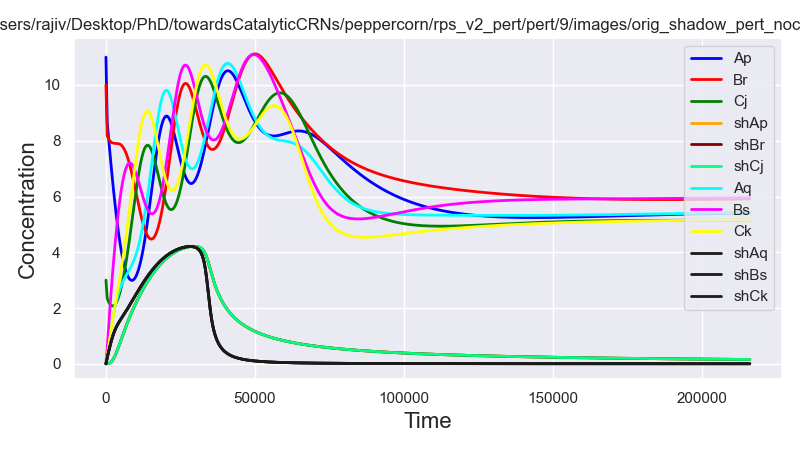 sers/rajiv/Desktop/PhD/towardsCatalyticCRNs/peppercorn/rps_v2_pert/pert/9/images/orig_shadow_pert_noc
Concentration
10
8
6
4
2
0
0 50000 100000 150000 200000
Time
Ap
Br
Cj
shAp
shBr
shCj
Aq
Bs
Ck
shAq
shBs
shCk